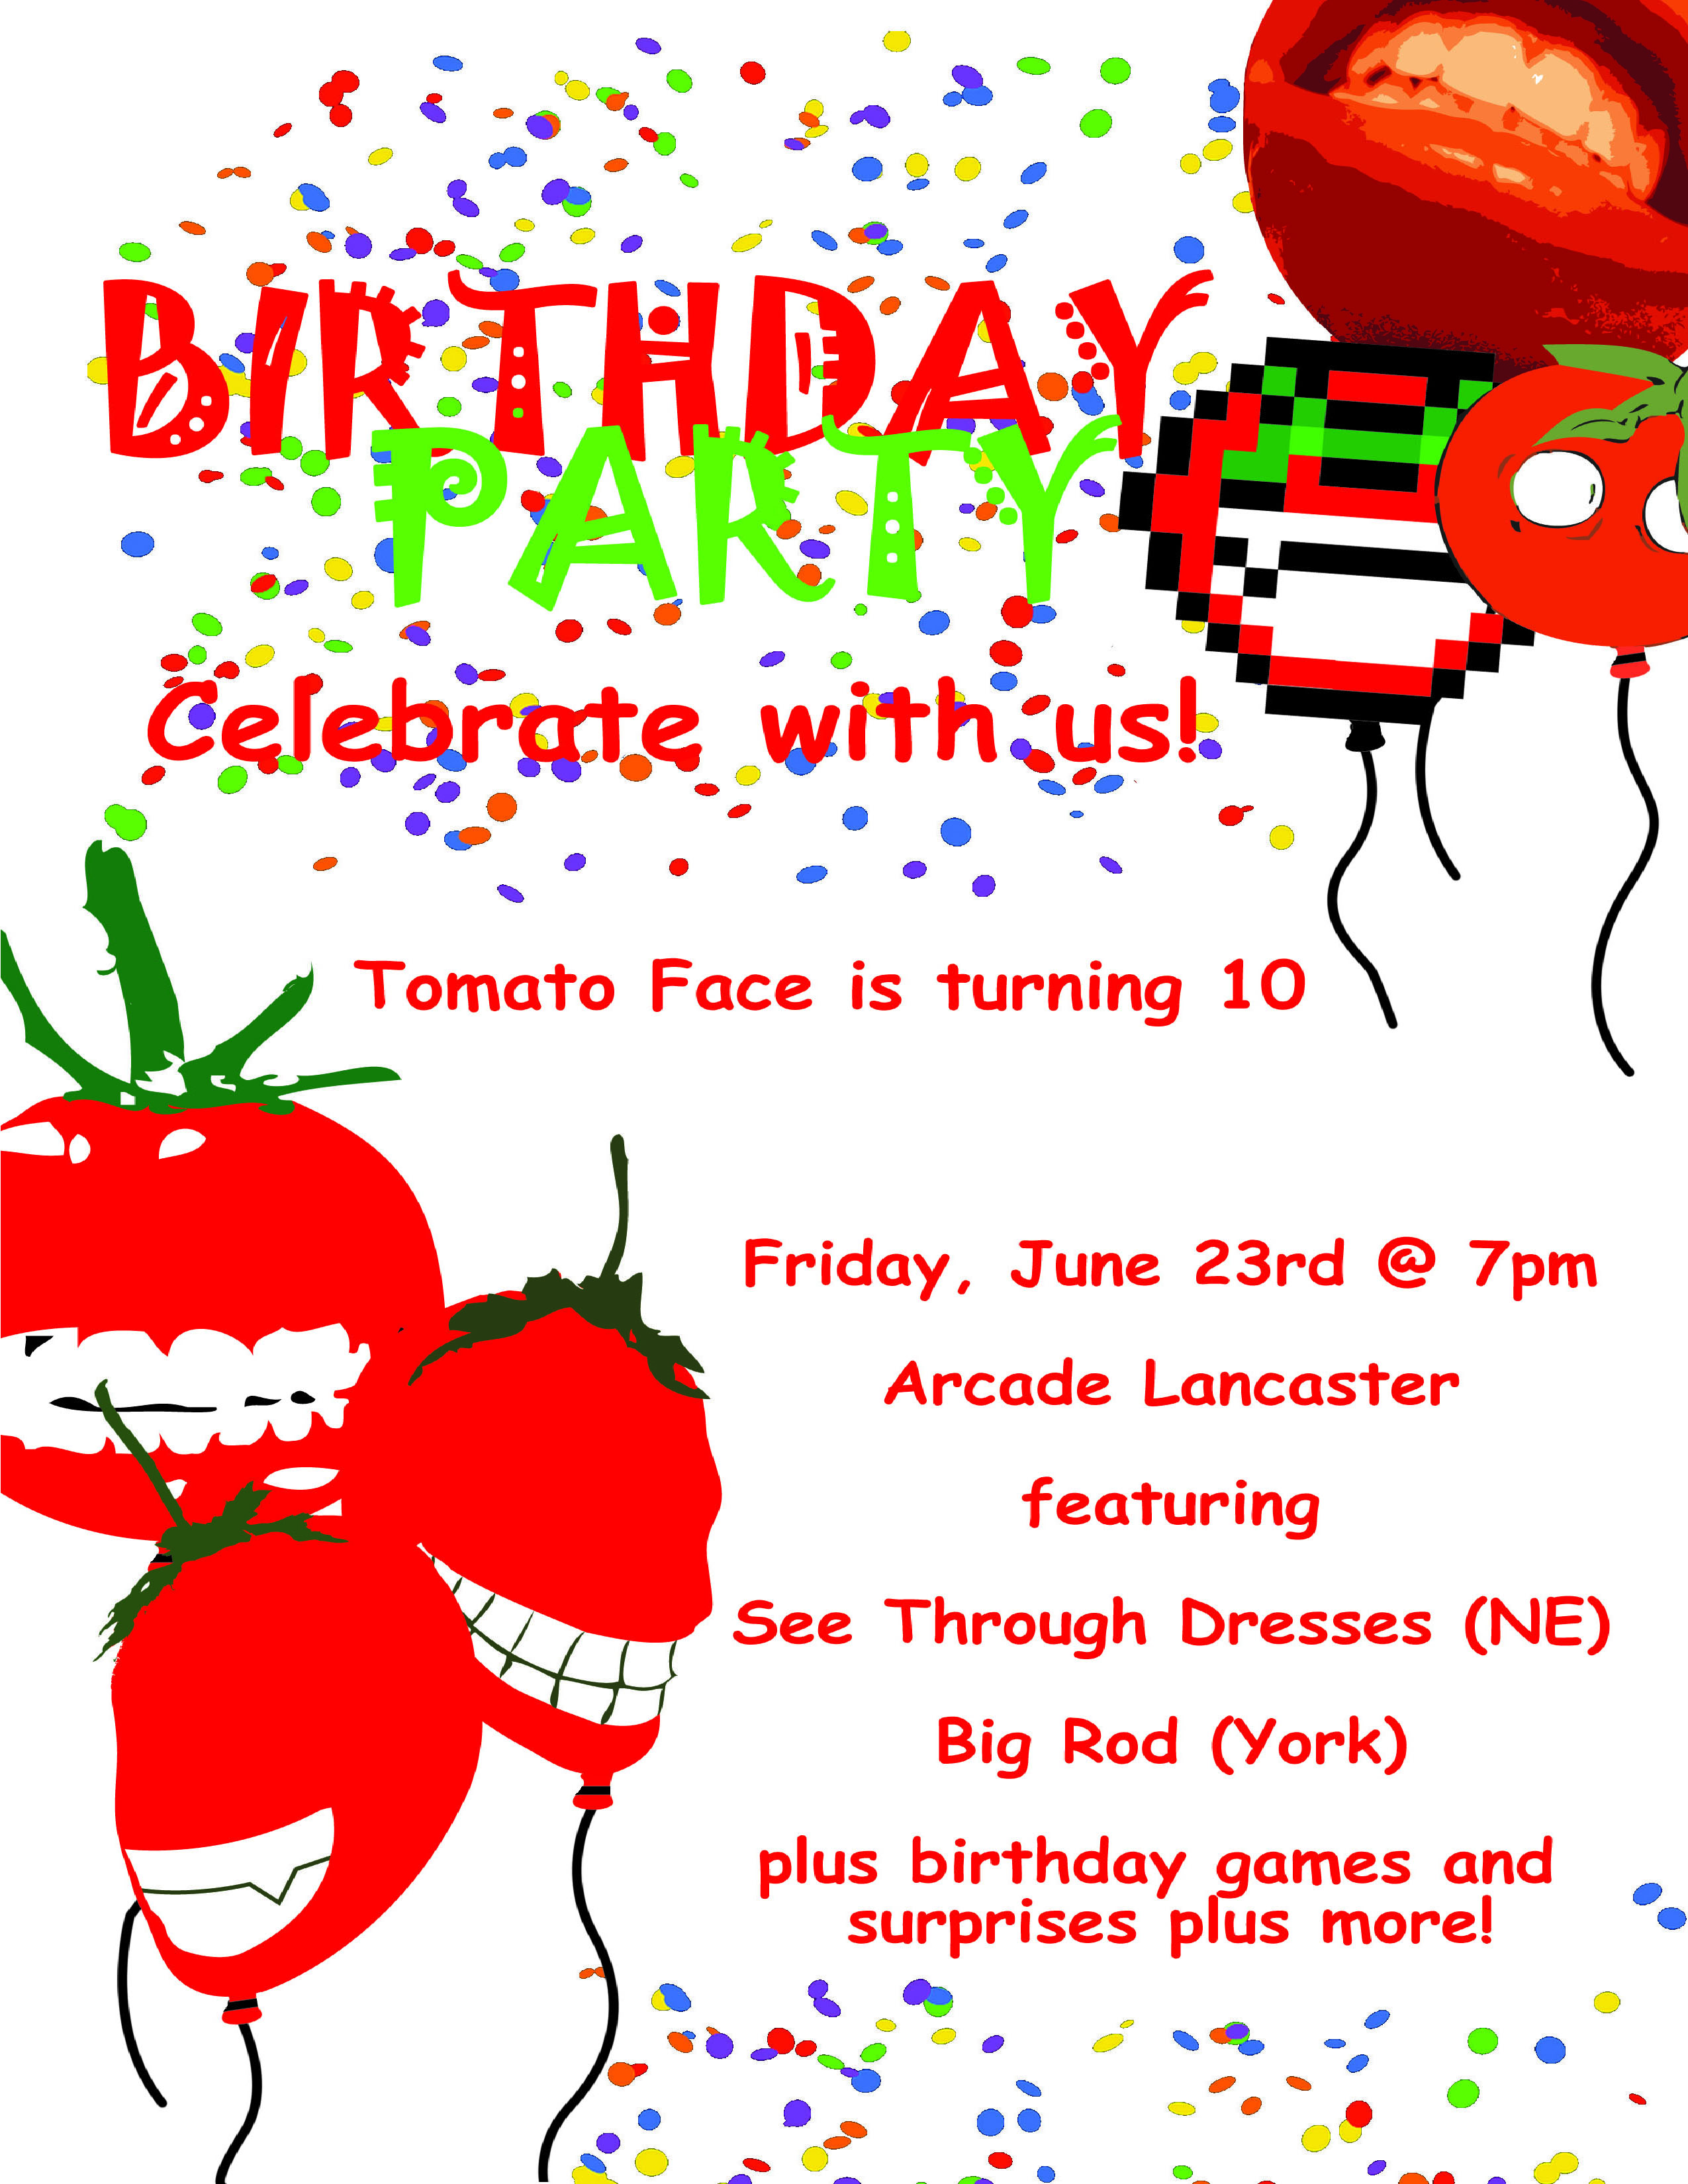 BIRTHDAY
PARTY
Celebrate with us!
Tomato Face is turning 10
Friday, June 23rd @ 7pm
Arcade Lancaster
featuring
See Through Dresses (NE)
Big Rod (York)
plus birthday games and
surprises plus more!